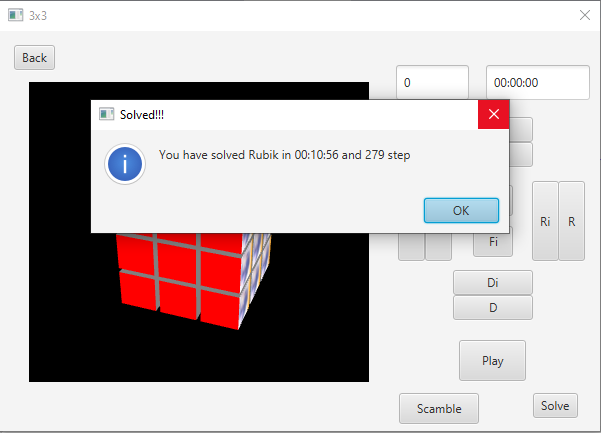 3x3
Back
0
00:00:00
Solved!!!
You have solved Rubik in 00:10:56 and 279 step
OK
Ri
R
Fi
Di
D
Play
Scamble
Solve